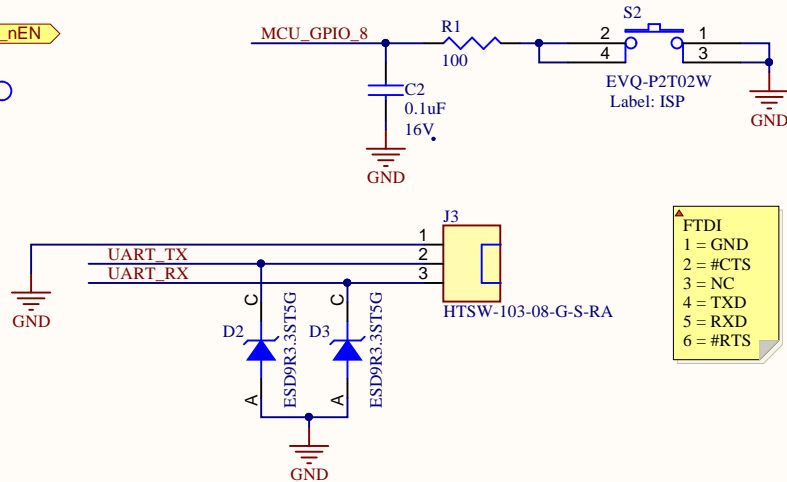 _nEN
MCU_GPIO_8
R1
100
S2
2
1
4
3
EVQ-P2T02W
Label: ISP
C2
0.1uF
16V
GND
GND
J3
1
UART_TX
2
UART_RX
3
HTSW-103-08-G-S-RA
GND
C
C
D2
D3
ESD9R3.3ST5G
ESD9R3.3ST5G
A
A
GND
FTDI
1 = GND
2 = #CTS
3 = NC
4 = TXD
5 = RXD
6 = #RTS